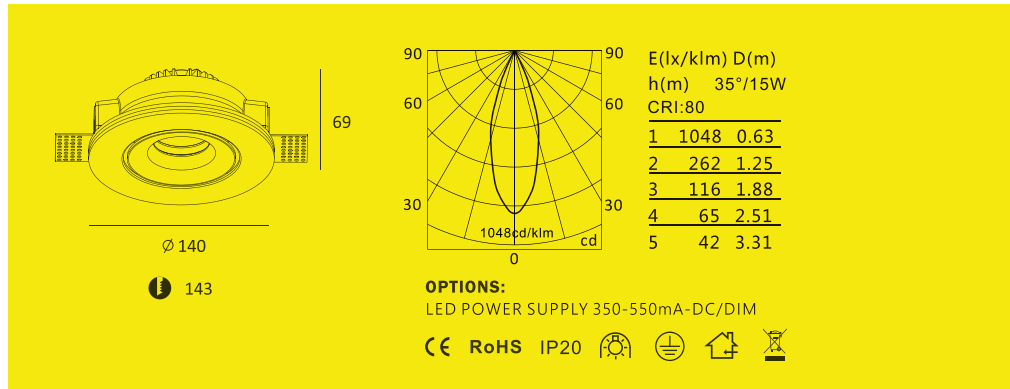 69
⌀ 140
143
90 90
60 60
30 30
1048cd/klm
cd
0
E(lx/klm) D(m)
h(m) 35°/15W
CRI:80
1 1048 0.63
2 262 1.25
3 116 1.88
4 65 2.51
5 42 3.31
OPTIONS:
LED POWER SUPPLY 350-550mA-DC/DIM
CE RoHS IP20